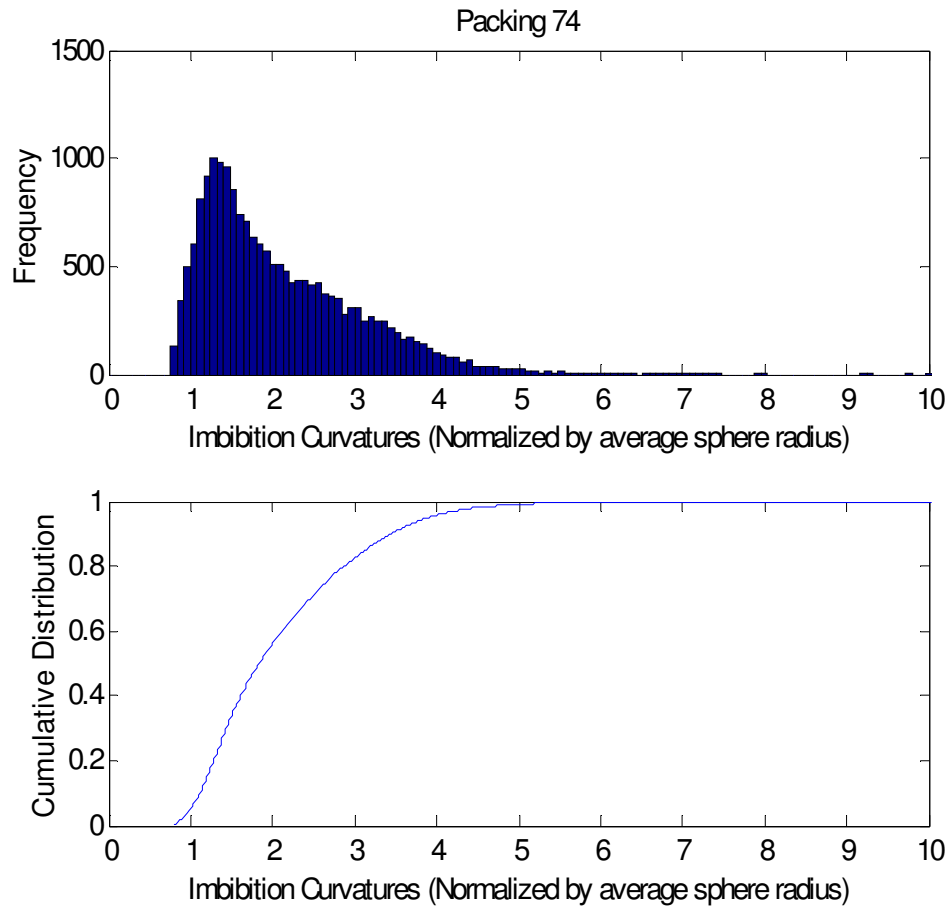 Packing 74
1500
1000
500
0
Frequency
0 1 2 3 4 5 6 7 8 9 10
Imbibition Curvatures (Normalized by average sphere radius)
1
0.8
0.6
0.4
0.2
0
Cumulative Distribution
0 1 2 3 4 5 6 7 8 9 10
Imbibition Curvatures (Normalized by average sphere radius)